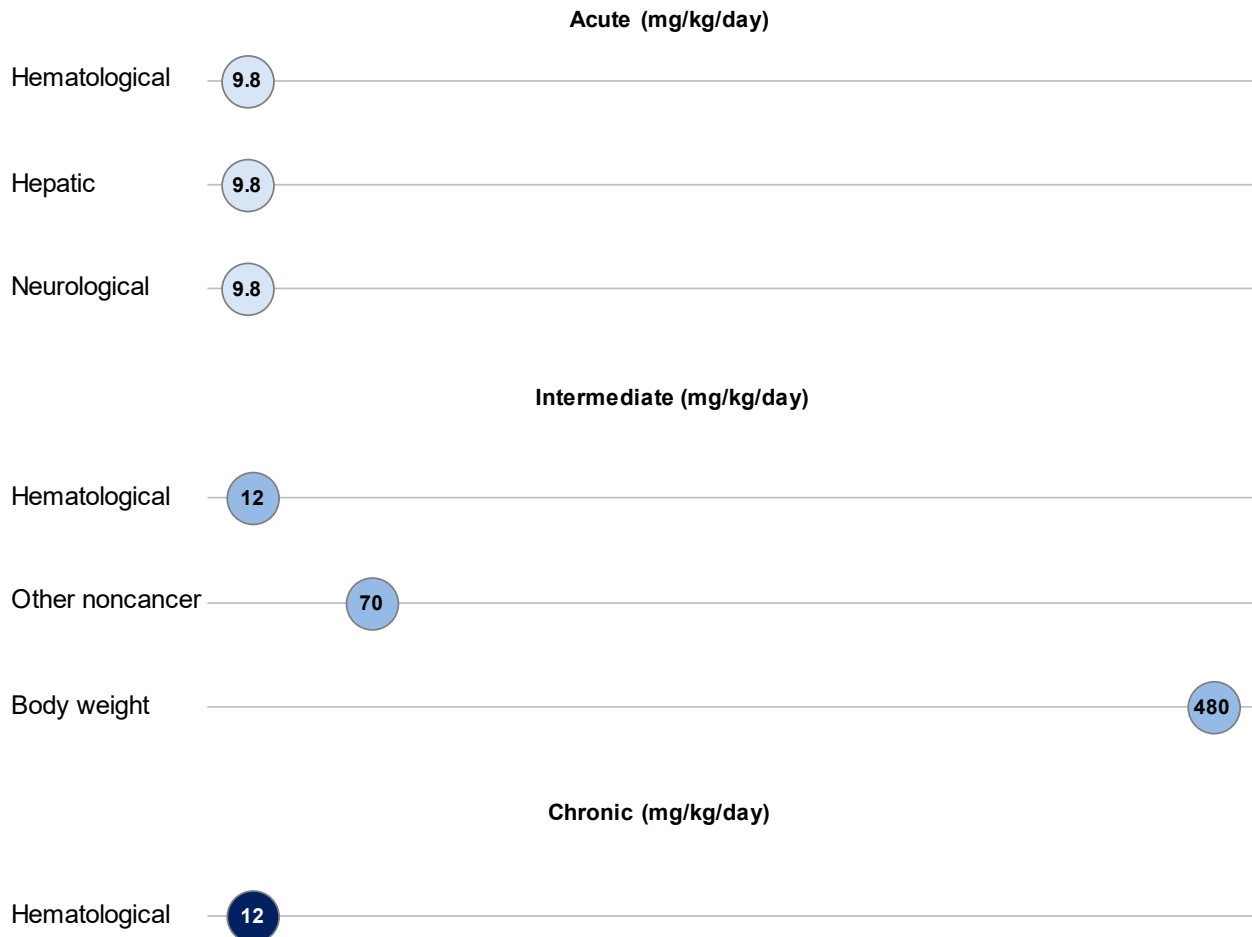 Acute (mg/kg/day)
Hematological 9.8
Hepatic 9.8
Neurological 9.8
Intermediate (mg/kg/day)
Hematological 12
Other noncancer 70
Body weight 480
Chronic (mg/kg/day)
Hematological 12